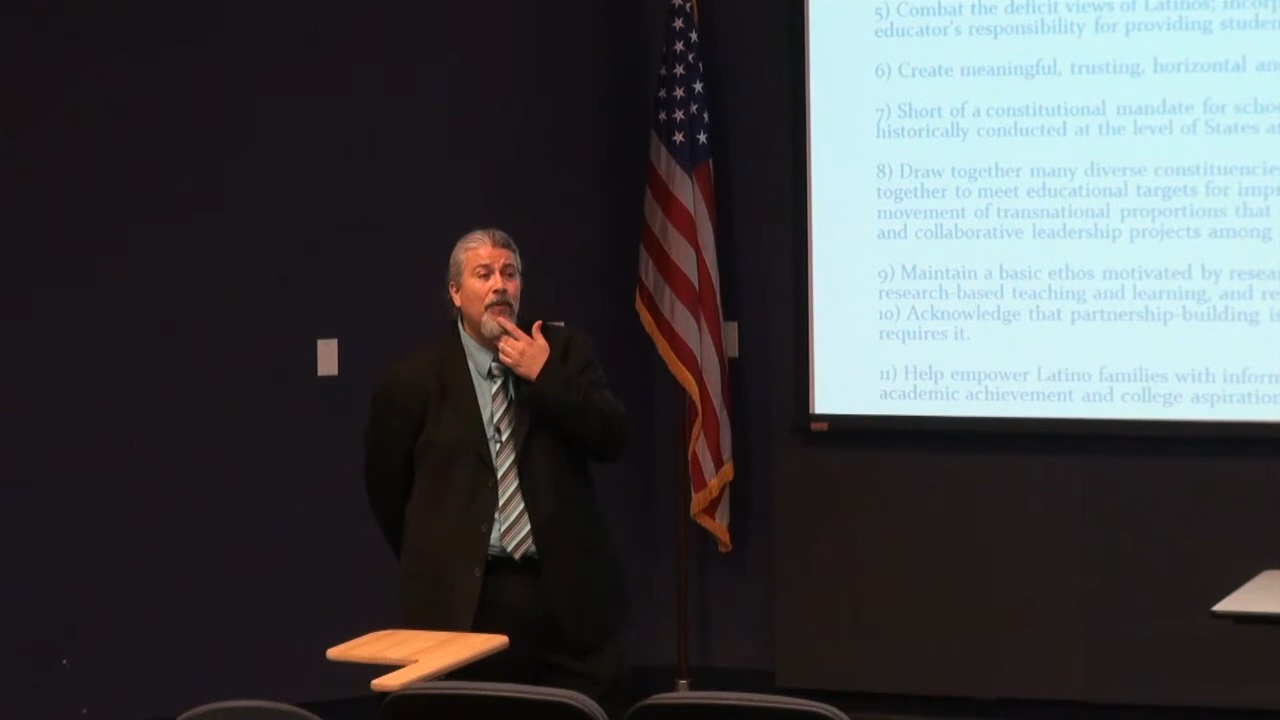 5) Combat the deficit views of Latinos; incorp
educator's responsibility for providing studen
6) Create meaningful, trusting, horizontal an
7) Short of a constitutional mandate for scho
historically conducted at the level of States a
8) Draw together many diverse constituencie
together to meet educational targets for impr
movement of transnational proportions that
and collaborative leadership projects among
9) Maintain a basic ethos motivated by resea
research-based teaching and learning, and re
10) Acknowledge that partnership-building i
requires it.
11) Help empower Latino families with inform
academic achievement and college aspiration